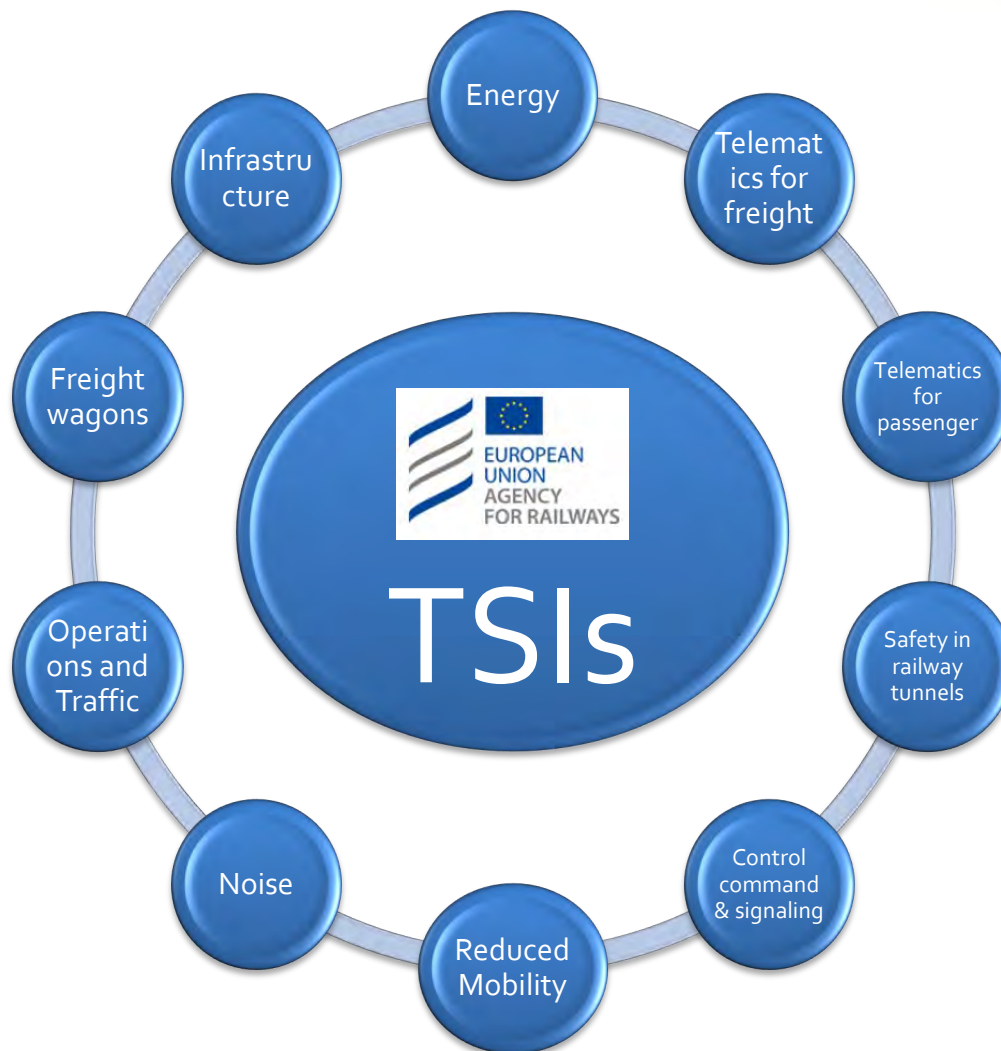 Energy
Telemat
ics for
freight
Telematics
for
passenger
Safety in
railway
tunnels
Control
command
& signaling
Reduced
Mobility
Noise
Operati
ons and
Traffic
Freight
wagons
Infrastru
cture
EUROPEAN
UNION
AGENCY
FOR RAILWAYS
TSIs